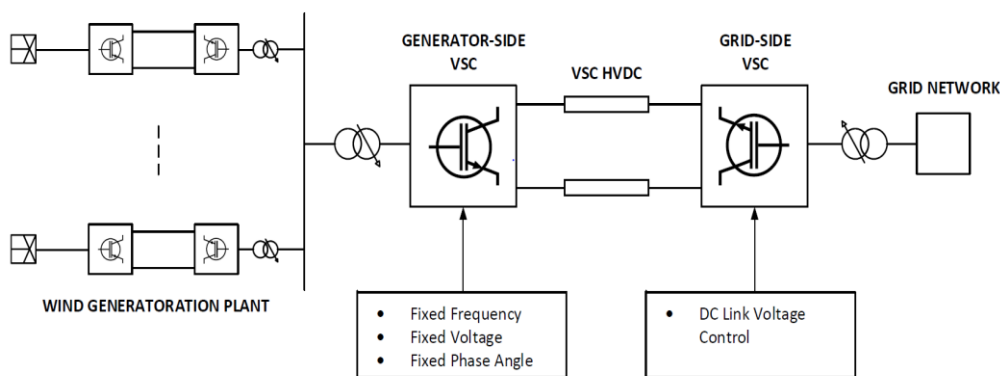 GENERATOR-SIDE
VSC
VSC HVDC
GRID-SIDE
VSC
GRID NETWORK
WIND GENERATORATION PLANT
• Fixed Frequency
• Fixed Voltage
• Fixed Phase Angle
• DC Link Voltage
Control